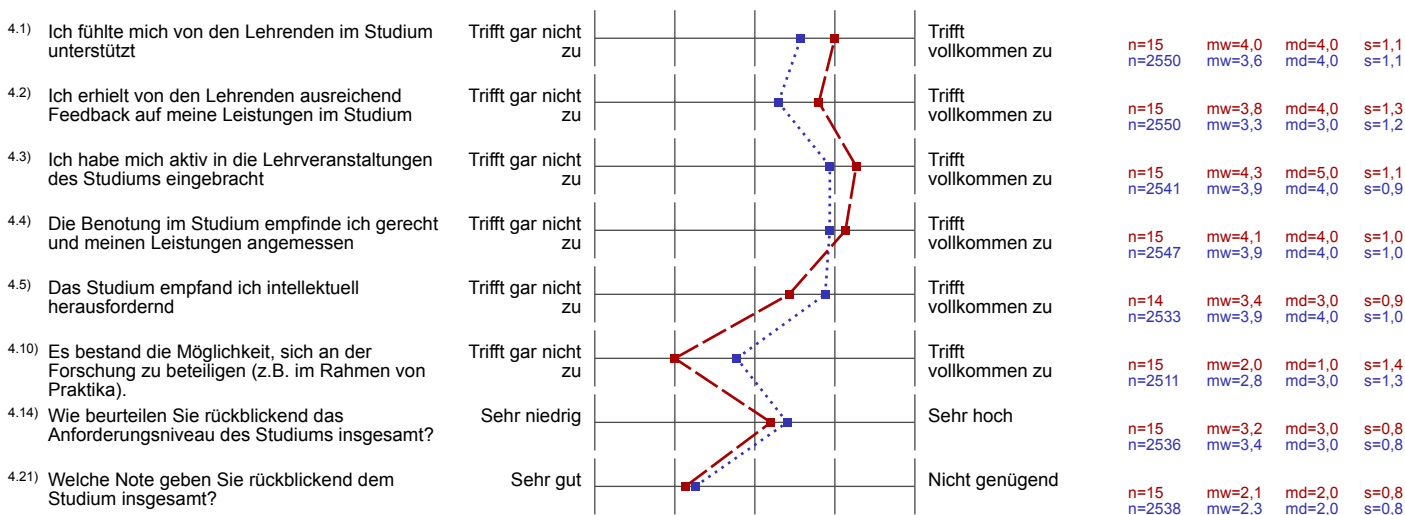 4.1) Ich fühlte mich von den Lehrenden im Studium
unterstützt
Trifft gar nicht
zu
Trifft
vollkommen zu
n=15 mw=4,0 md=4,0 s=1,1
n=2550 mw=3,6 md=4,0 s=1,1
4.2) Ich erhielt von den Lehrenden ausreichend
Feedback auf meine Leistungen im Studium
Trifft gar nicht
zu
Trifft
vollkommen zu
n=15 mw=3,8 md=4,0 s=1,3
n=2550 mw=3,3 md=3,0 s=1,2
4.3) Ich habe mich aktiv in die Lehrveranstaltungen
des Studiums eingebracht
Trifft gar nicht
zu
Trifft
vollkommen zu
n=15 mw=4,3 md=5,0 s=1,1
n=2541 mw=3,9 md=4,0 s=0,9
4.4) Die Benotung im Studium empfinde ich gerecht
und meinen Leistungen angemessen
Trifft gar nicht
zu
Trifft
vollkommen zu
n=15 mw=4,1 md=4,0 s=1,0
n=2547 mw=3,9 md=4,0 s=1,0
4.5) Das Studium empfand ich intellektuell
herausfordernd
Trifft gar nicht
zu
Trifft
vollkommen zu
n=14 mw=3,4 md=3,0 s=0,9
n=2533 mw=3,9 md=4,0 s=1,0
4.10) Es bestand die Möglichkeit, sich an der
Forschung zu beteiligen (z.B. im Rahmen von
Praktika).
Trifft gar nicht
zu
Trifft
vollkommen zu
n=15 mw=2,0 md=1,0 s=1,4
n=2511 mw=2,8 md=3,0 s=1,3
4.14) Wie beurteilen Sie rückblickend das
Anforderungsniveau des Studiums insgesamt?
Sehr niedrig
Sehr hoch
n=15 mw=3,2 md=3,0 s=0,8
n=2536 mw=3,4 md=3,0 s=0,8
4.21) Welche Note geben Sie rückblickend dem
Studium insgesamt?
Sehr gut
Nicht genügend
n=15 mw=2,1 md=2,0 s=0,8
n=2538 mw=2,3 md=2,0 s=0,8